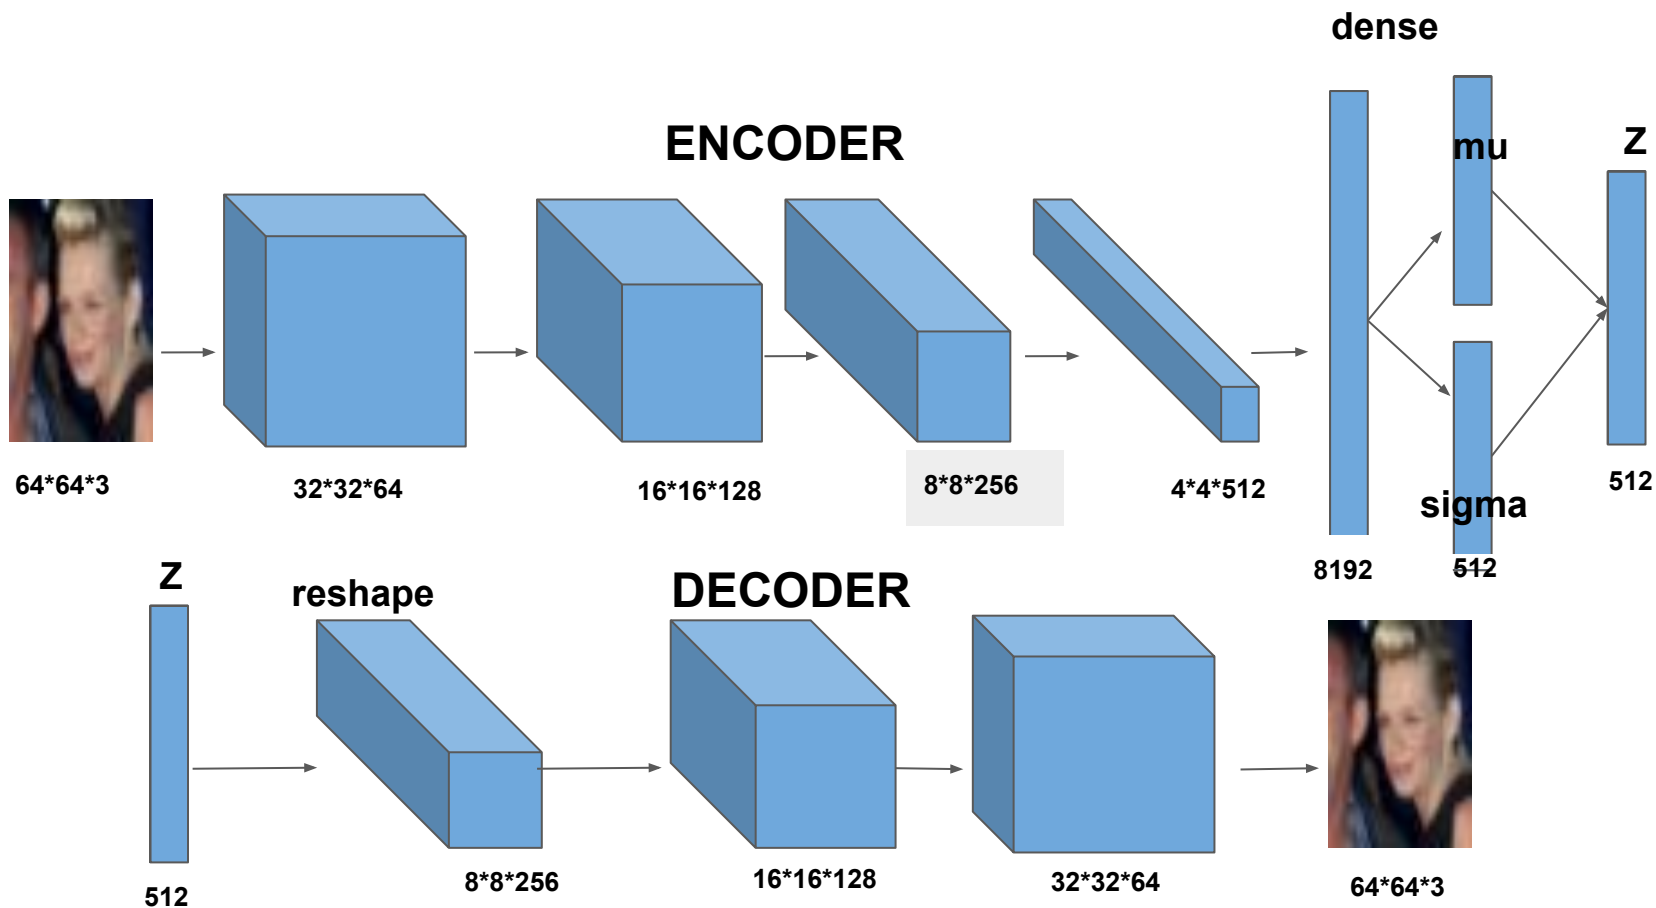 dense
ENCODER
mu
Z
64*64*3
32*32*64
16*16*128
8*8*256
4*4*512
512
sigma
8192
512
Z
reshape
DECODER
512
8*8*256
16*16*128
32*32*64
64*64*3